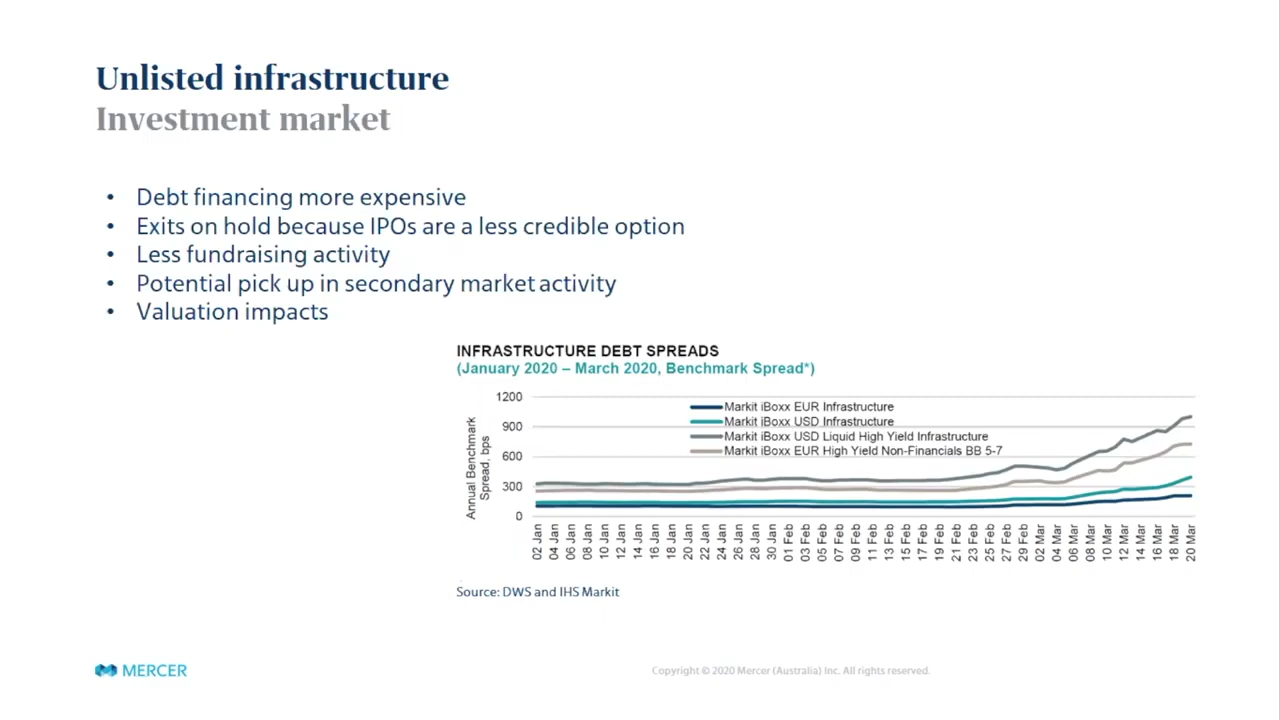 Unlisted infrastructure
Investment market
• Debt financing more expensive
• Exits on hold because IPOs are a less credible option
• Less fundraising activity
• Potential pick up in secondary market activity
• Valuation impacts
INFRASTRUCTURE DEBT SPREADS
(January 2020 – March 2020, Benchmark Spread*)
Annual Benchmark
Spread, bps
1200
900
600
300
0
Markit iBoxx EUR Infrastructure
Markit iBoxx USD Infrastructure
Markit iBoxx USD Liquid High Yield Infrastructure
Markit iBoxx EUR High Yield Non-Financials BB 5-7
02 Jan
04 Jan
06 Jan
08 Jan
10 Jan
12 Jan
14 Jan
16 Jan
18 Jan
20 Jan
22 Jan
24 Jan
26 Jan
28 Jan
30 Jan
01 Feb
03 Feb
05 Feb
07 Feb
09 Feb
11 Feb
13 Feb
15 Feb
17 Feb
19 Feb
21 Feb
23 Feb
25 Feb
27 Feb
29 Feb
02 Mar
04 Mar
06 Mar
08 Mar
10 Mar
12 Mar
14 Mar
16 Mar
18 Mar
20 Mar
Source: DWS and IHS Markit
MERCER
Copyright © 2020 Mercer (Australia) Inc. All rights reserved.